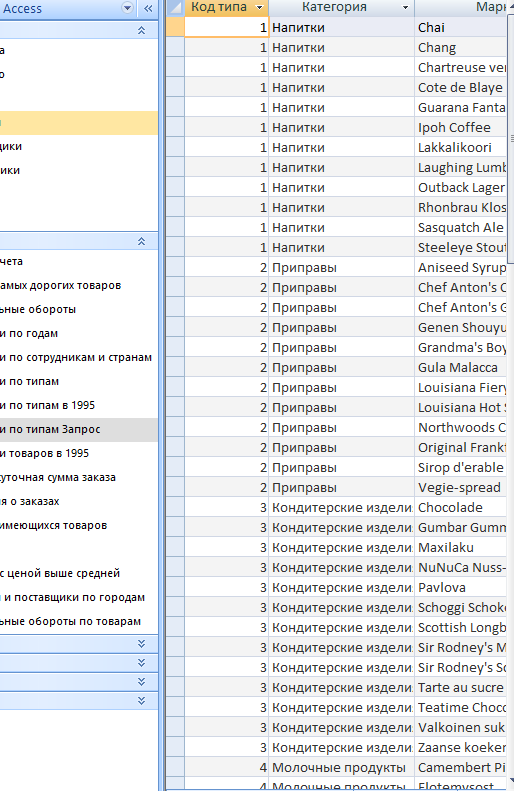 Access «
а
о
и
щики
тики
чета
амых дорогих товаров
льные обороты
и по годам
и по сотрудникам и странам
и по типам
и по типам в 1995
и по типам Запрос
и товаров в 1995
уточная сумма заказа
я о заказах
имеющихся товаров
с ценой выше средней
и поставщики по городам
льные обороты по товарам
Код типа Категория Марк
1 Напитки Chai
1 Напитки Chang
1 Напитки Chartreuse ver
1 Напитки Cote de Blaye
1 Напитки Guarana Fanta
1 Напитки Ipoh Coffee
1 Напитки Lakkalikoori
1 Напитки Laughing Lumb
1 Напитки Outback Lager
1 Напитки Rhonbrau Klos
1 Напитки Sasquatch Ale
1 Напитки Steeleye Stout
2 Приправы Aniseed Syrup
2 Приправы Chef Anton's C
2 Приправы Chef Anton's G
2 Приправы Genen Shouyu
2 Приправы Grandma's Boy
2 Приправы Gula Malacca
2 Приправы Louisiana Fiery
2 Приправы Louisiana Hot S
2 Приправы Northwoods C
2 Приправы Original Frankf
2 Приправы Sirop d'erable
2 Приправы Vegie-spread
3 Кондитерские издели Chocolade
3 Кондитерские издели Gumbar Gumm
3 Кондитерские издели Maxilaku
3 Кондитерские издели NuNuCa Nuss-
3 Кондитерские издели Pavlova
3 Кондитерские издели Schoggi Schok
3 Кондитерские издели Scottish Longb
3 Кондитерские издели Sir Rodney's M
3 Кондитерские издели Sir Rodney's Sc
3 Кондитерские издели Tarte au sucre
3 Кондитерские издели Teatime Choco
3 Кондитерские издели Valkoinen suk
3 Кондитерские издели Zaanse koeker
4 Молочные продукты Camembert Pi
4 Молочные продукты Flotemysost